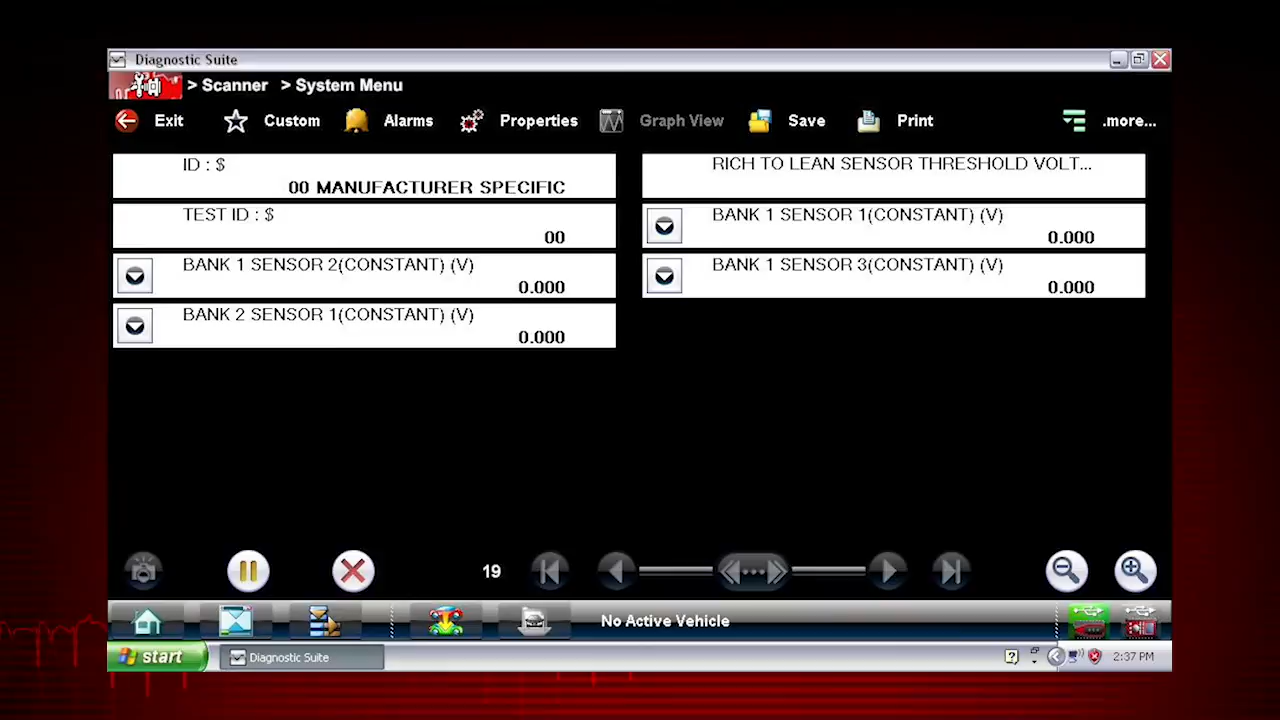 Diagnostic Suite
> Scanner > System Menu
Exit Custom Alarms Properties Graph View Save Print .more...
ID : $
00 MANUFACTURER SPECIFIC
RICH TO LEAN SENSOR THRESHOLD VOLT...
TEST ID : $
00
BANK 1 SENSOR 1(CONSTANT) (V)
0.000
BANK 1 SENSOR 2(CONSTANT) (V)
0.000
BANK 1 SENSOR 3(CONSTANT) (V)
0.000
BANK 2 SENSOR 1(CONSTANT) (V)
0.000
19
No Active Vehicle
start Diagnostic Suite 2:37 PM